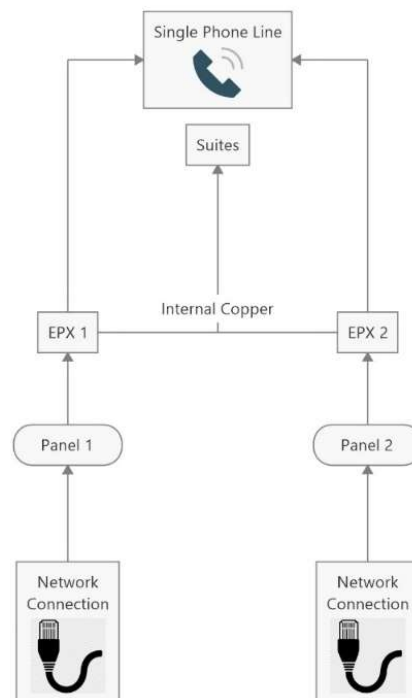 Single Phone Line
Suites
Internal Copper
EPX 1
EPX 2
Panel 1
Panel 2
Network
Connection
Network
Connection